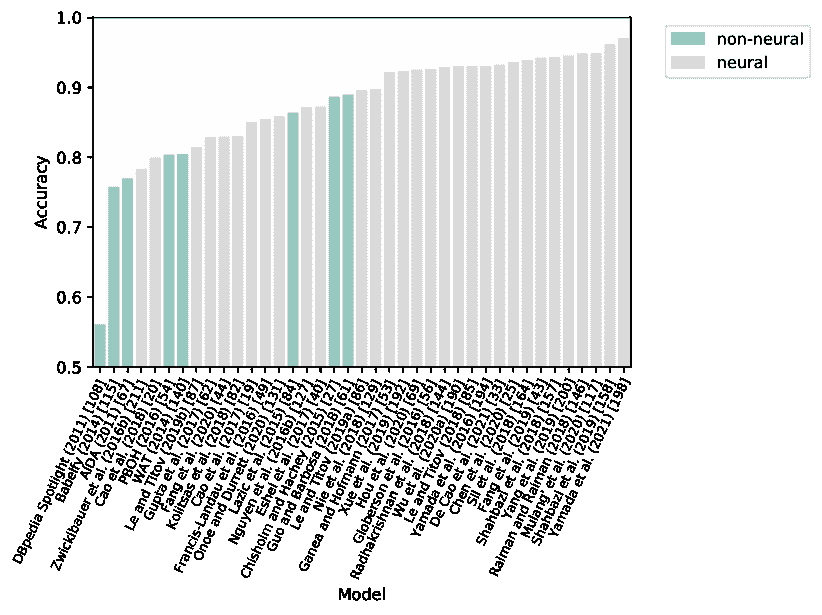 1.0
0.9
0.8
0.7
0.6
0.5
Accuracy
non-neural
neural
DBpedia Spotlight (2011) [108]
Babelfy (2014) [115]
AIDA (2011) [67]
Zwicklbauer et al. (2016b) [211]
Cao et al. (2018) [20]
PBOH (2016) [54]
WAT (2014) [140]
Le and Titov (2019b) [87]
Gupta et al. (2017) [62]
Fang et al. (2020) [44]
Kolitsas et al. (2018) [82]
Cao et al. (2017) [19]
Francis-Landau et al. (2016) [49]
Onoe and Durrett (2020) [131]
Lazic et al. (2015) [84]
Nguyen et al. (2016b) [127]
Eshel et al. (2017) [40]
Chisholm and Hachey (2015) [27]
Guo and Barbosa (2018) [61]
Le and Titov (2019a) [86]
Nie et al. (2018) [129]
Ganea and Hofmann (2017) [53]
Xue et al. (2019) [192]
Hou et al. (2020) [69]
Globerson et al. (2016) [56]
Radhakrishnan et al. (2018) [144]
Wu et al. (2020a) [190]
Le and Titov (2018) [85]
Yamada et al. (2016) [194]
De Cao et al. (2021) [33]
Chen et al. (2020) [25]
Sil et al. (2018) [64]
Fang et al. (2019) [43]
Shahbazi et al. (2018) [157]
Yang et al. (2019) [200]
Raiman and Raiman (2018) [146]
Mulang' et al. (2020) [117]
Shahbazi et al. (2019) [158]
Yamada et al. (2021) [198]
Model